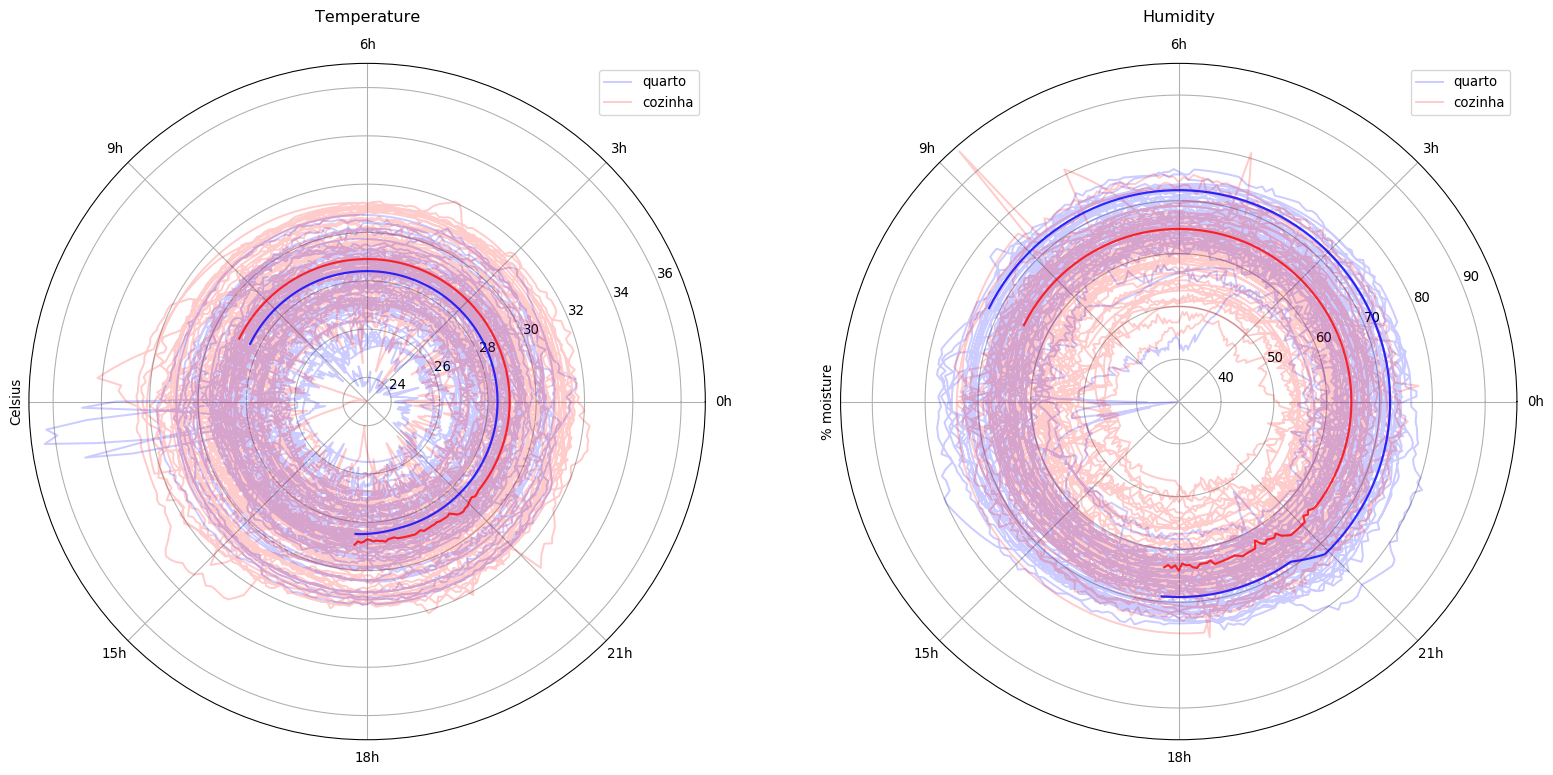 Temperature
6h
quarto
cozinha
9h
3h
36
34
32
30
28
26
24
Celsius
0h
15h
21h
18h
Humidity
6h
quarto
cozinha
9h
3h
90
80
70
60
50
40
% moisture
0h
15h
21h
18h